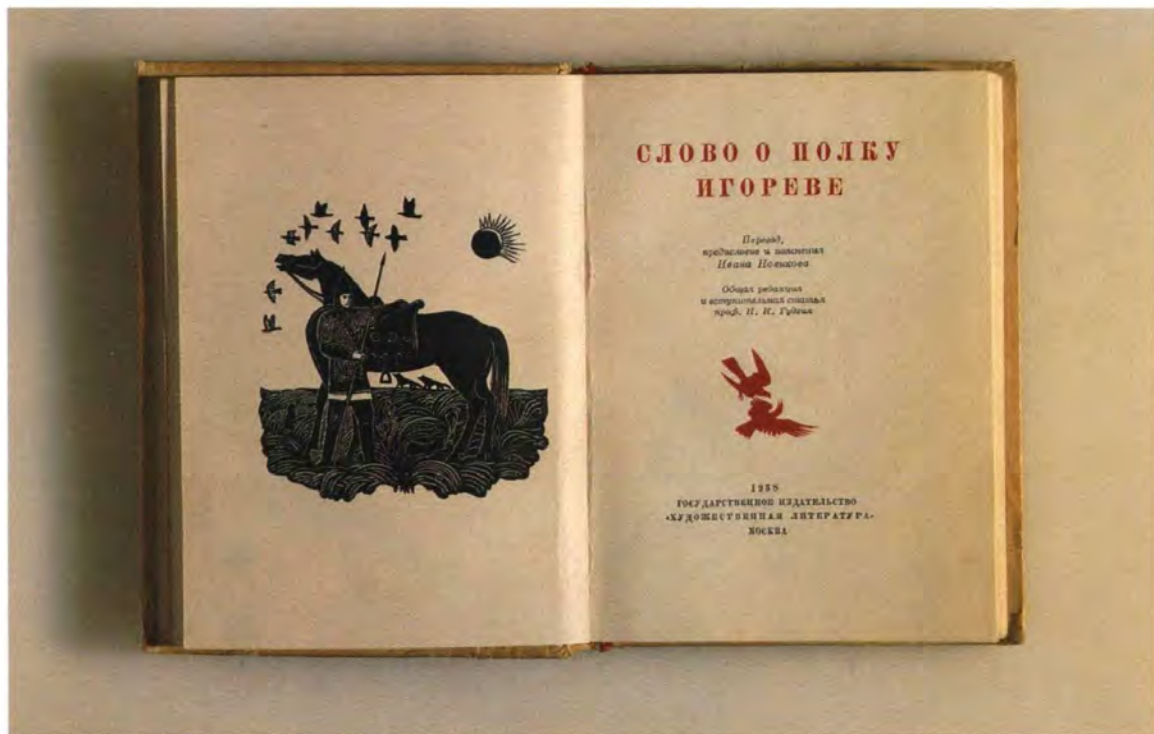 СЛОВО О ПОЛКУ
ИГОРЕВЕ
Перевод,
предисловие и пояснения
Ивана Новикова
Общая редакция
и вступительная статья
проф. Н. К. Гудзия
1938
ГОСУДАРСТВЕННОЕ ИЗДАТЕЛЬСТВО
«ХУДОЖЕСТВЕННАЯ ЛИТЕРАТУРА»
МОСКВА